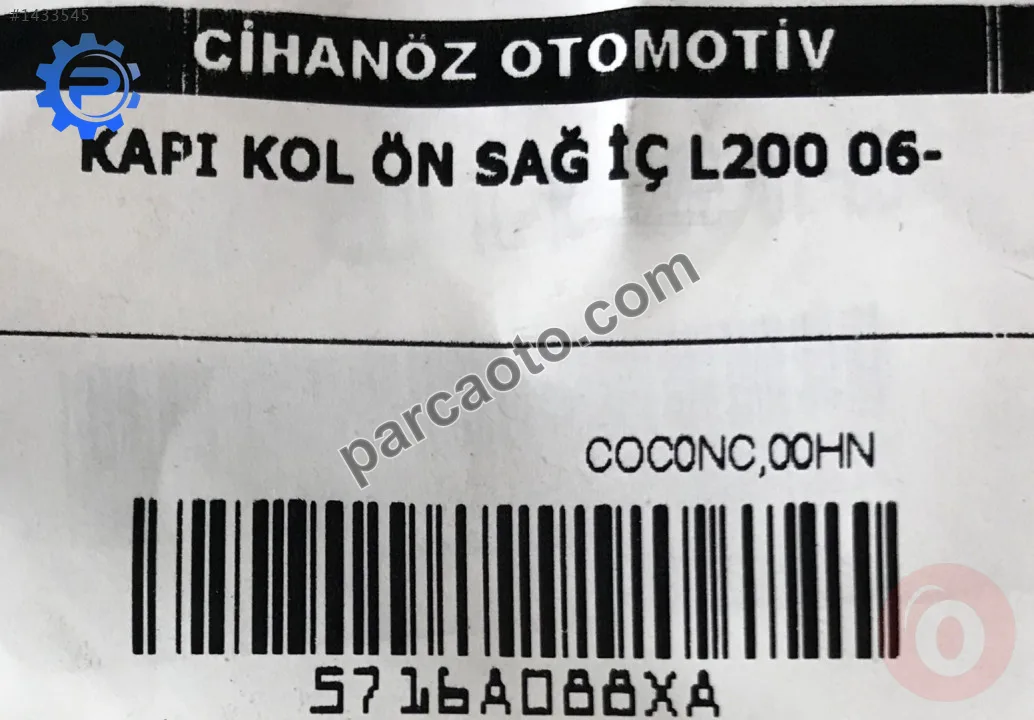 #1433545
CİHANÖZ OTOMOTİV
KAPI KOL ÖN SAĞ İÇ L200 06-
parcaoto.com
COC0NC,00HN
5716A088XA